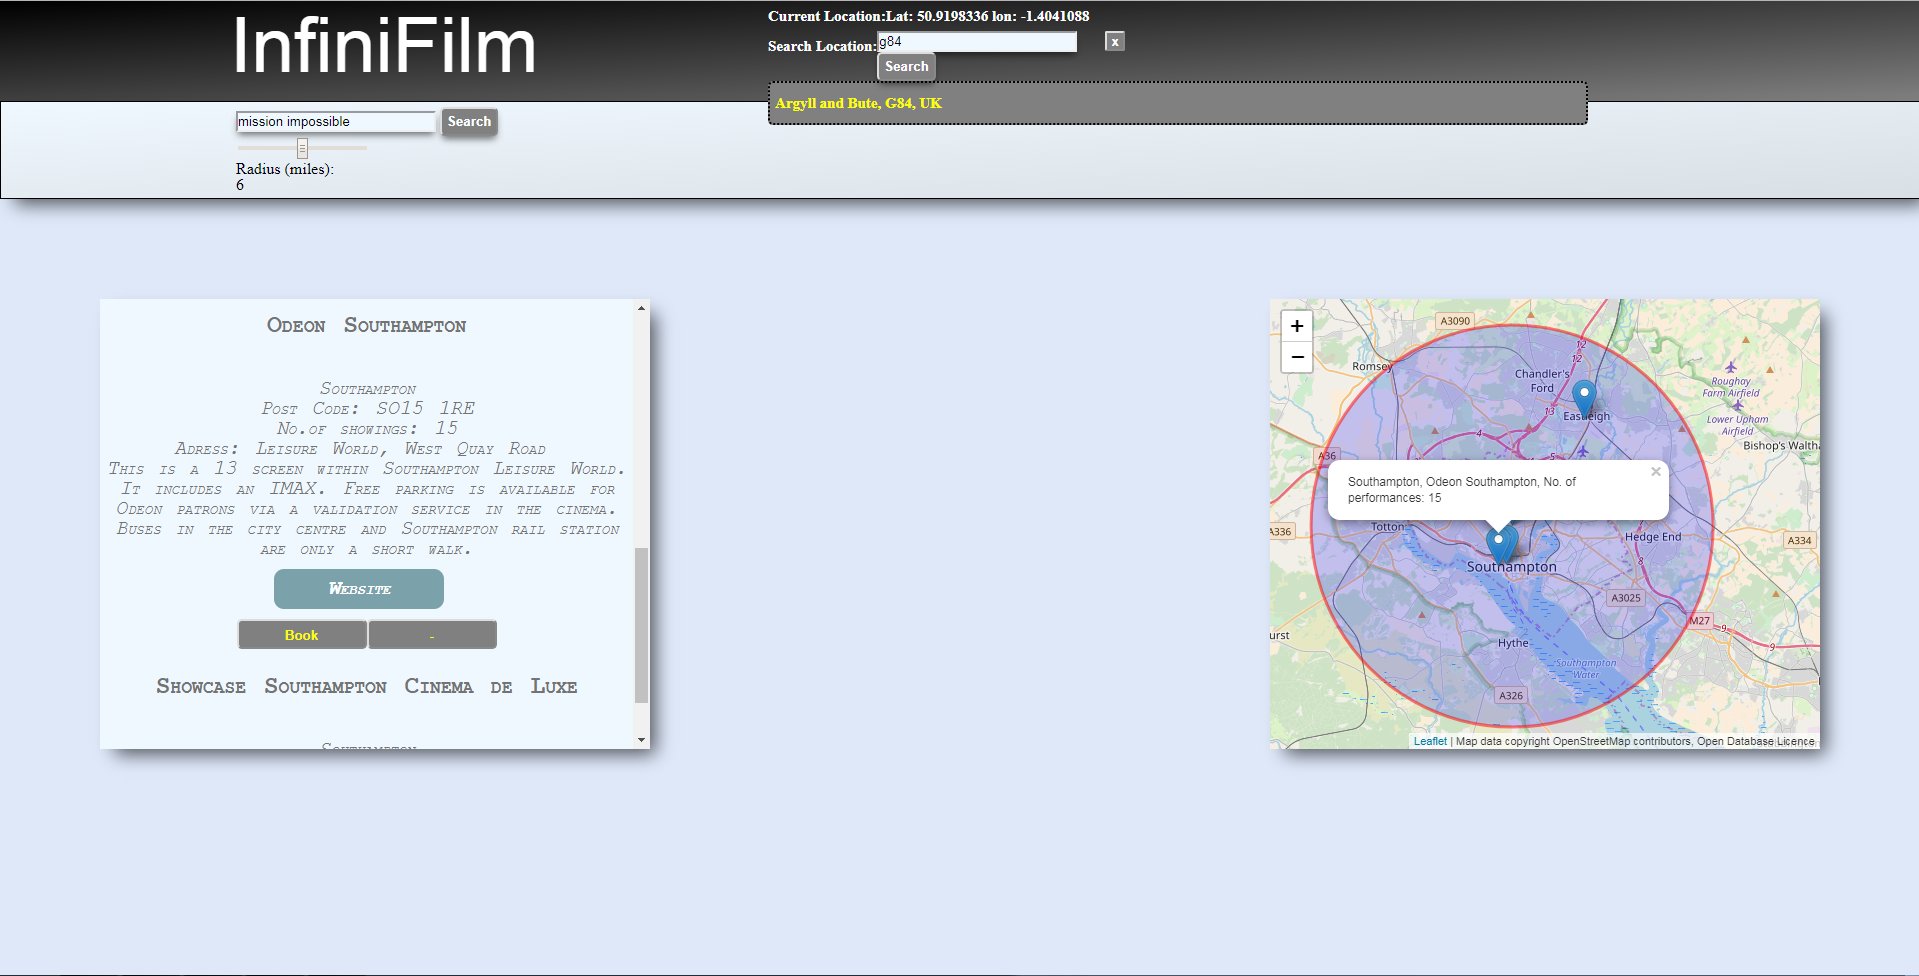 InfiniFilm
Current Location:Lat: 50.9198336 lon: -1.4041088
Search Location: g84 x
Search
Argyll and Bute, G84, UK
mission impossible Search
Radius (miles):
6
Odeon Southampton
Southampton
Post Code: SO15 1RE
No.of showings: 15
Adress: Leisure World, West Quay Road
This is a 13 screen within Southampton Leisure World.
It includes an IMAX. Free parking is available for
Odeon patrons via a validation service in the cinema.
Buses in the city centre and Southampton rail station
are only a short walk.
Website
Book -
Showcase Southampton Cinema de Luxe
Southampton
+
−
A3090
12
12
Romsey
Chandler's
Ford
Roughay
Farm Airfield
13
Eastleigh
Lower Upham
Airfield
4
Bishop's Waltha
A36
5
×
Southampton, Odeon Southampton, No. of
performances: 15
Totton
A336
Hedge End
A334
Southampton
8
A3025
M27
9
9
urst
Hythe
Southampton
Water
A326
Leaflet | Map data copyright OpenStreetMap contributors, Open Database Licence